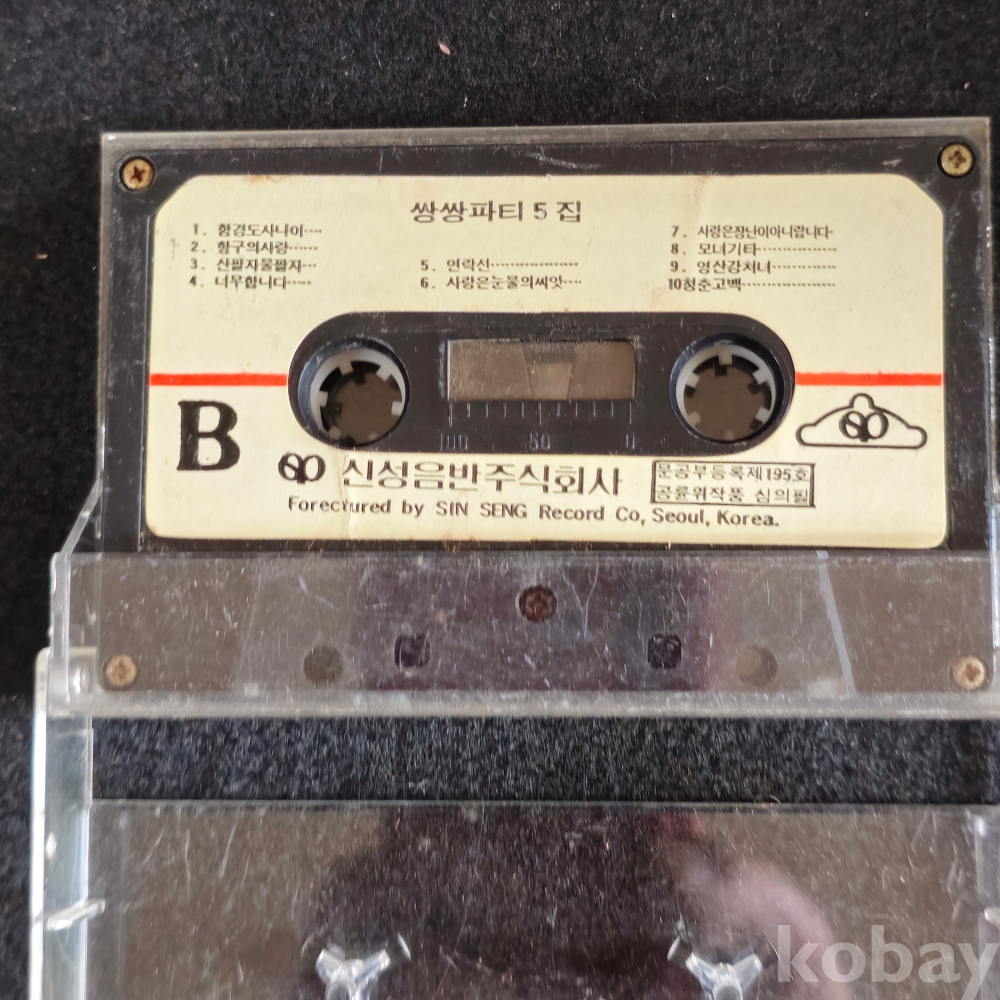 쌍쌍파티 5 집
1. 함경도사나이
2. 항구의사랑
3. 산팔자물팔자
4. 너무합니다
5. 연락선
6. 사랑은눈물의씨앗
7. 사랑은장난이아니랍니다
8. 모녀기타
9. 영산강처녀
10청춘고백
100 50 0
B
신성음반주식회사
문공부등록제195호
공륜위작품 심의필
Forectured by SIN SENG Record Co, Seoul, Korea.
kobay